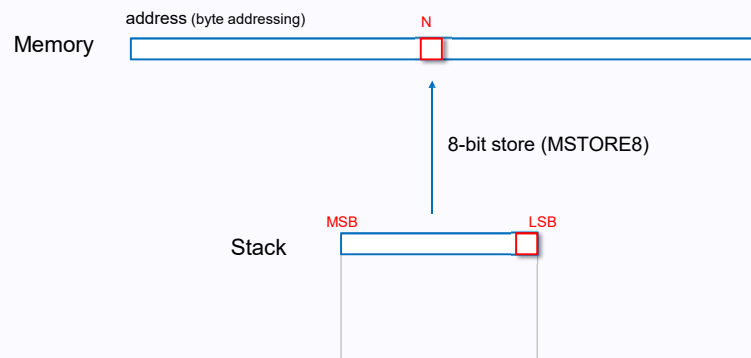 address (byte addressing)
N
Memory
8-bit store (MSTORE8)
MSB
LSB
Stack